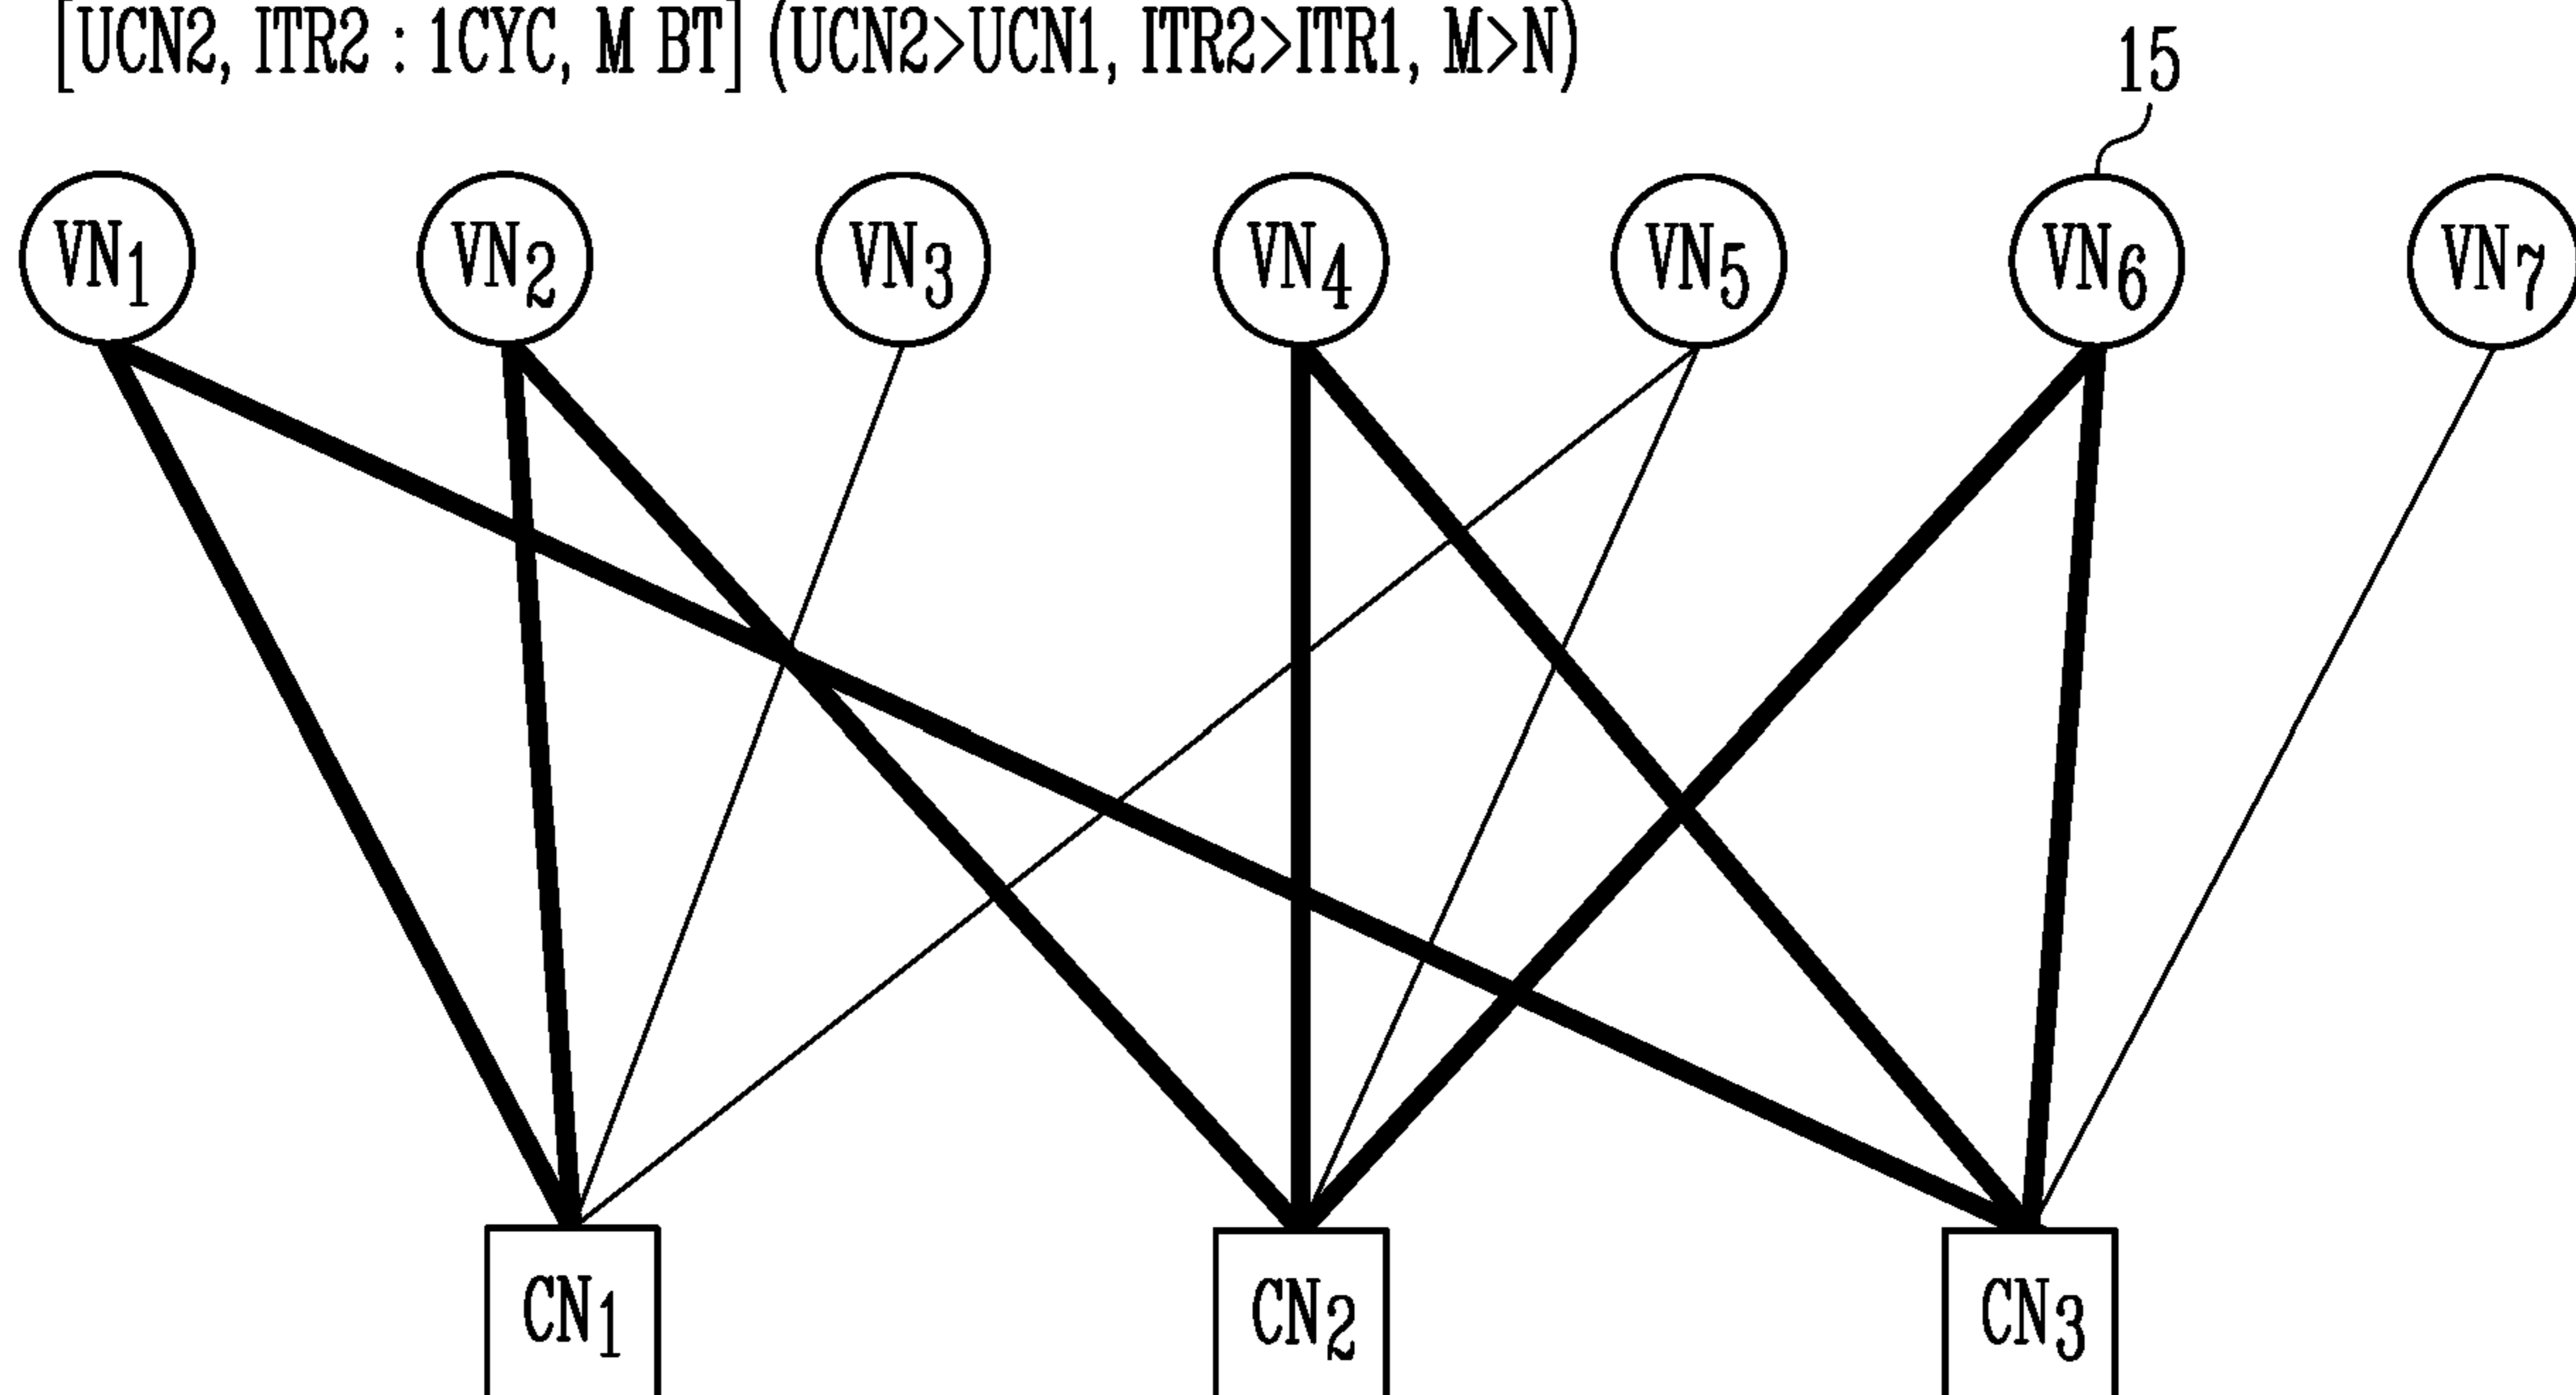 [UCN2, ITR2 : 1CYC, M BT] (UCN2>UCN1, ITR2>ITR1, M>N)
15
VN1 VN2 VN3 VN4 VN5 VN6 VN7
CN1 CN2 CN3